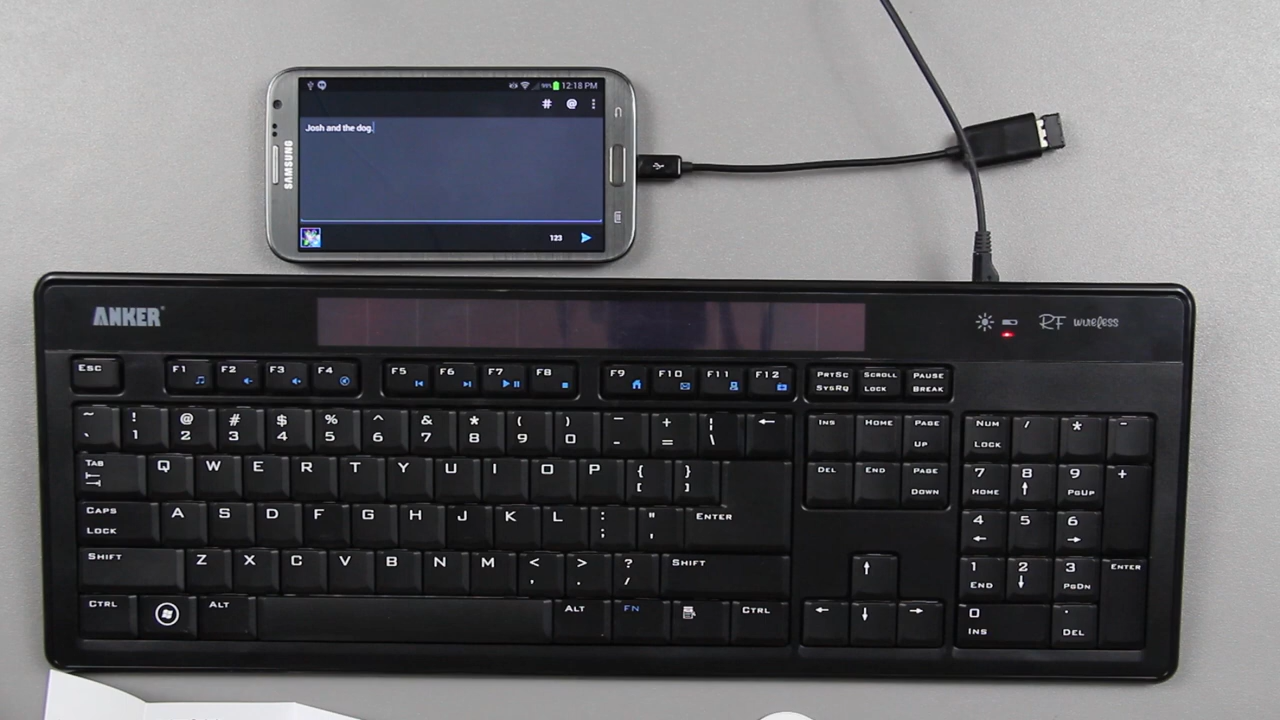 12:18 PM
# @
Josh and the dog.
123
SAMSUNG
ANKER
RF wireless
Esc F1 F2 F3 F4 F5 F6 F7 F8 F9 F10 F11 F12 PrtSc SysRq Scroll Lock Pause Break
~ ` ! 1 @ 2 # 3 $ 4 % 5 ^ 6 & 7 * 8 ( 9 ) 0 _ - + = ¦ \ ← Ins Home Page Up Num Lock / * -
Tab Q W E R T Y U I O P { [ } ] Del End Page Down 7 Home 8 ↑ 9 PgUp +
Caps Lock A S D F G H J K L : ; " ' Enter 4 ← 5 6 →
Shift Z X C V B N M < , > . ? / Shift ↑ 1 End 2 ↓ 3 PgDn Enter
Ctrl Alt Alt FN Ctrl ← ↓ → 0 Ins . Del